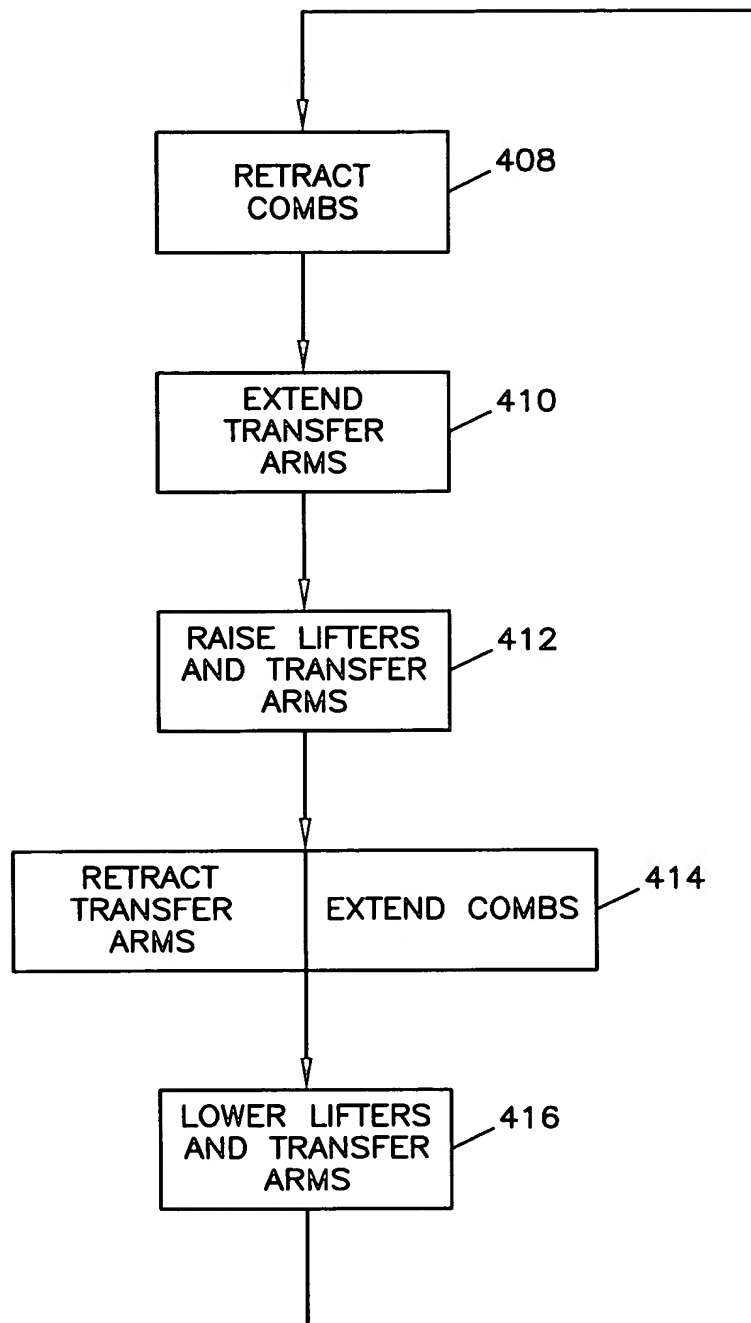 RETRACT
COMBS
408
EXTEND
TRANSFER
ARMS
410
RAISE LIFTERS
AND TRANSFER
ARMS
412
RETRACT
TRANSFER
ARMS
EXTEND COMBS
414
LOWER LIFTERS
AND TRANSFER
ARMS
416